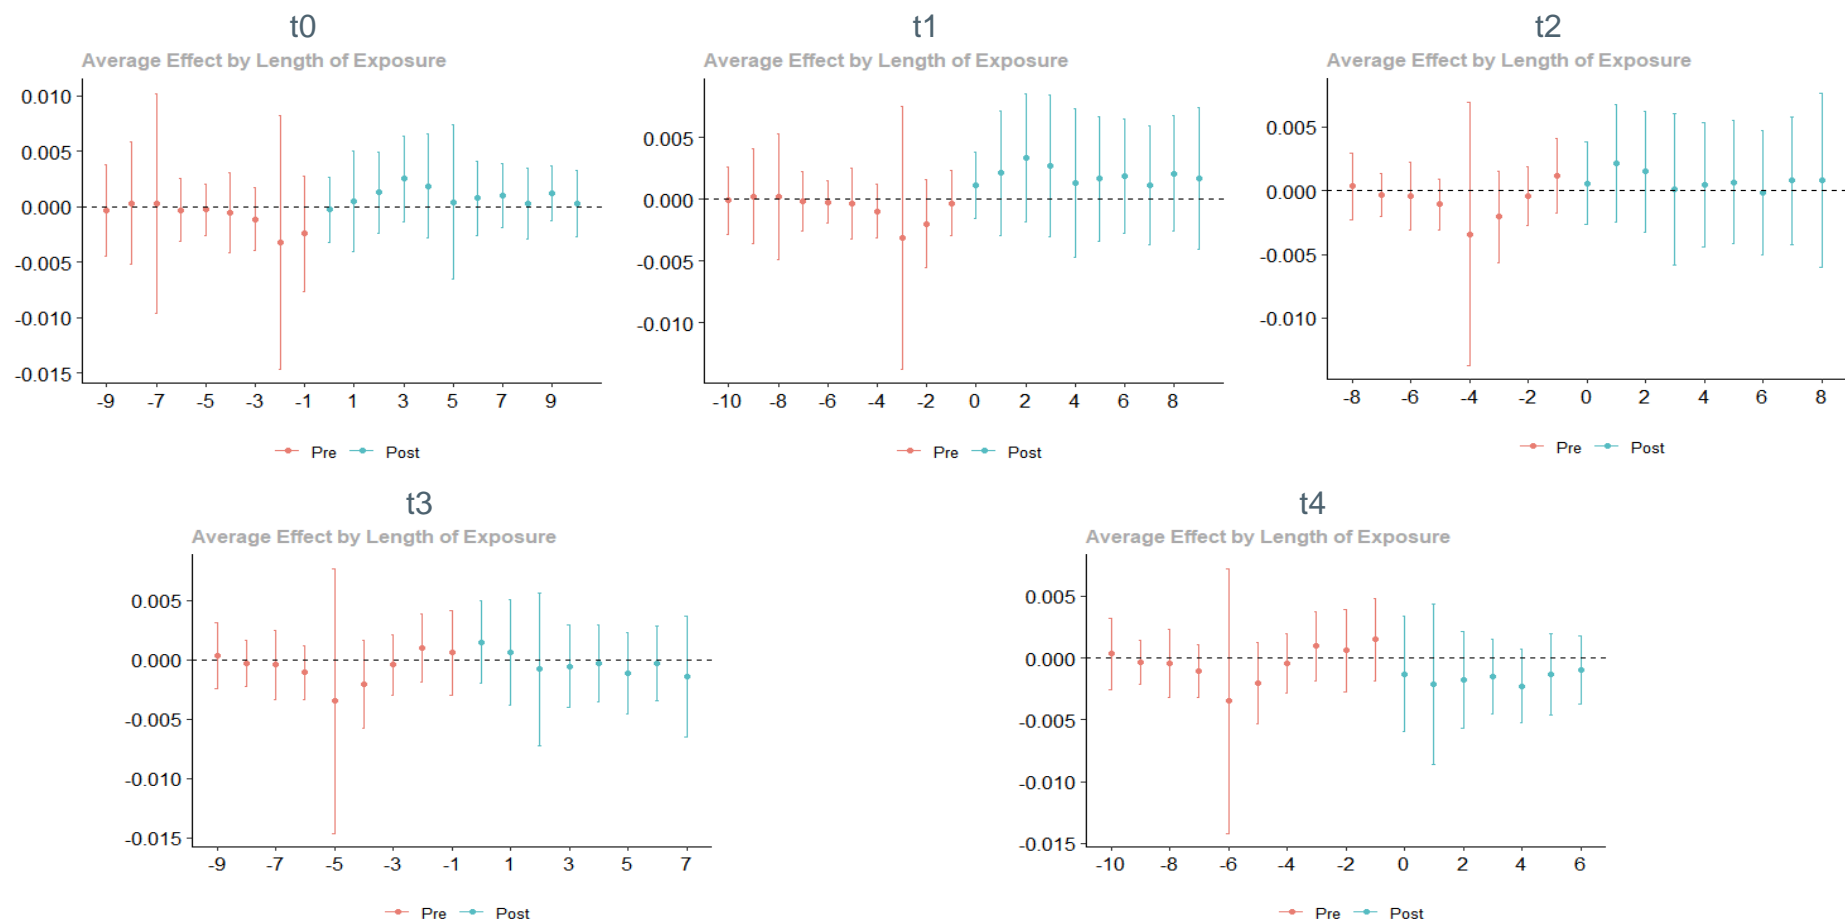 t0
Average Effect by Length of Exposure
0.010
0.005
0.000
-0.005
-0.010
-0.015
-9 -7 -5 -3 -1 1 3 5 7 9
Pre Post
t1
Average Effect by Length of Exposure
0.005
0.000
-0.005
-0.010
-10 -8 -6 -4 -2 0 2 4 6 8
Pre Post
t2
Average Effect by Length of Exposure
0.005
0.000
-0.005
-0.010
-8 -6 -4 -2 0 2 4 6 8
Pre Post
t3
Average Effect by Length of Exposure
0.005
0.000
-0.005
-0.010
-0.015
-9 -7 -5 -3 -1 1 3 5 7
Pre Post
t4
Average Effect by Length of Exposure
0.005
0.000
-0.005
-0.010
-0.015
-10 -8 -6 -4 -2 0 2 4 6
Pre Post